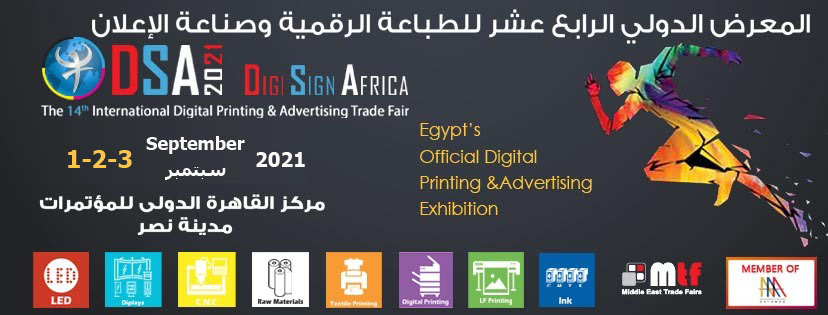 المعرض الدولي الرابع عشر للطباعة الرقمية وصناعة الإعلان
DSA 2021 DIGI SIGN AFRICA
The 14th International Digital Printing & Advertising Trade Fair
1-2-3 September سبتمبر 2021
مركز القاهرة الدولى للمؤتمرات
مدينة نصر
Egypt's
Official Digital
Printing &Advertising
Exhibition
LED
LED
Diplays
CNC
Raw Materials
Textile Printing
Digital Printing
LF Printing
CMYK
Ink
mtf
Middle East Trade Fairs
MEMBER OF